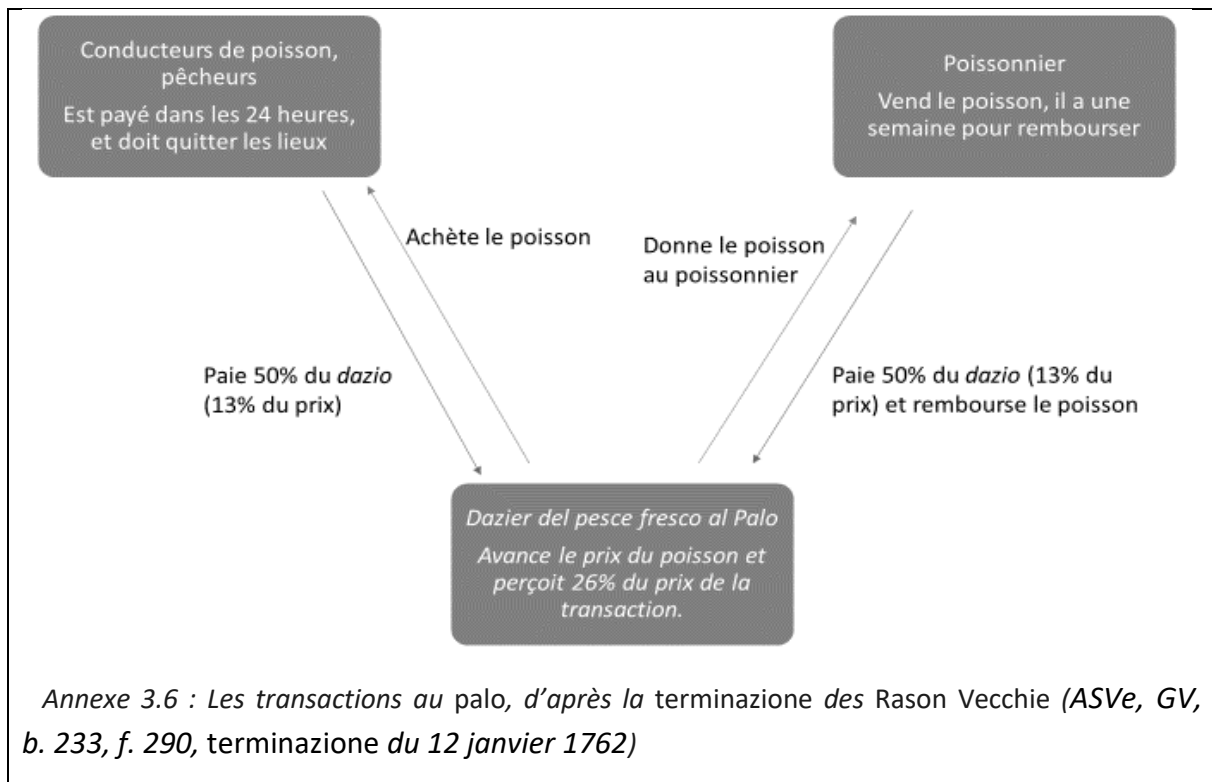 Conducteurs de poisson,
pêcheurs
Est payé dans les 24 heures,
et doit quitter les lieux
Poissonnier
Vend le poisson, il a une
semaine pour rembourser
Achète le poisson
Donne le poisson
au poissonnier
Paie 50% du dazio
(13% du prix)
Paie 50% du dazio (13% du
prix) et rembourse le poisson
Dazier del pesce fresco al Palo
Avance le prix du poisson et
perçoit 26% du prix de la
transaction.
Annexe 3.6 : Les transactions au palo, d’après la terminazione des Rason Vecchie (ASVe, GV,
b. 233, f. 290, terminazione du 12 janvier 1762)